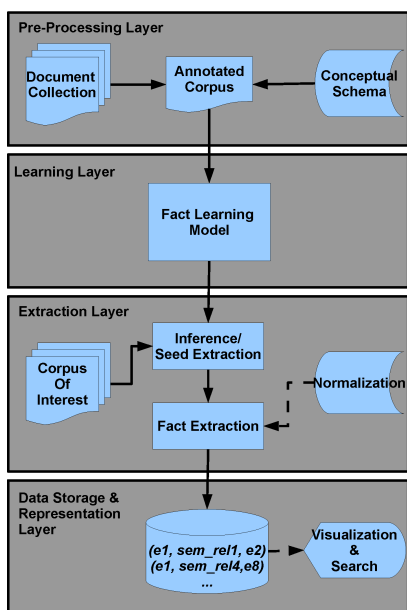 Pre-Processing Layer
Document
Collection
Annotated
Corpus
Conceptual
Schema
Learning Layer
Fact Learning
Model
Extraction Layer
Inference/
Seed Extraction
Corpus
Of
Interest
Normalization
Fact Extraction
Data Storage &
Representation
Layer
(e1, sem_rel1, e2)
(e1, sem_rel4,e8)
...
Visualization
&
Search